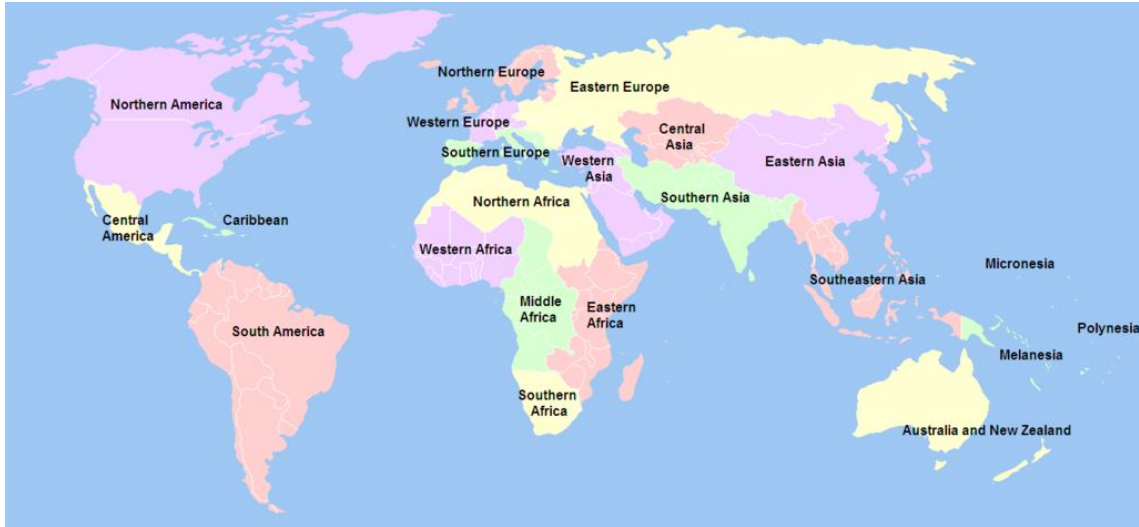 Northern Europe
Eastern Europe
Northern America
Western Europe
Central
Asia
Southern Europe
Western
Asia
Eastern Asia
Southern Asia
Northern Africa
Central
America
Caribbean
Western Africa
Micronesia
Southeastern Asia
Middle
Africa
Eastern
Africa
South America
Polynesia
Melanesia
Southern
Africa
Australia and New Zealand